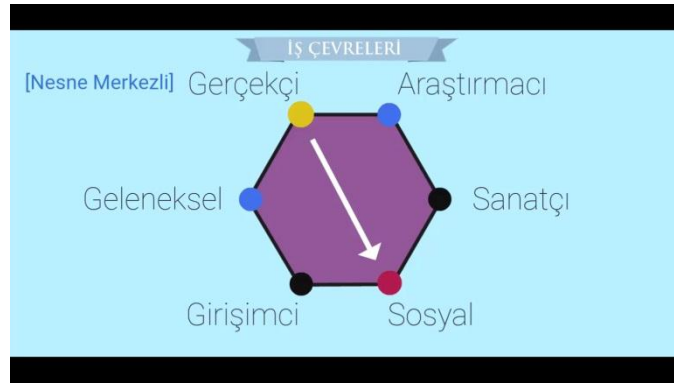 İŞ ÇEVRELERİ
[Nesne Merkezli] Gerçekçi Araştırmacı
Geleneksel Sanatçı
Girişimci Sosyal